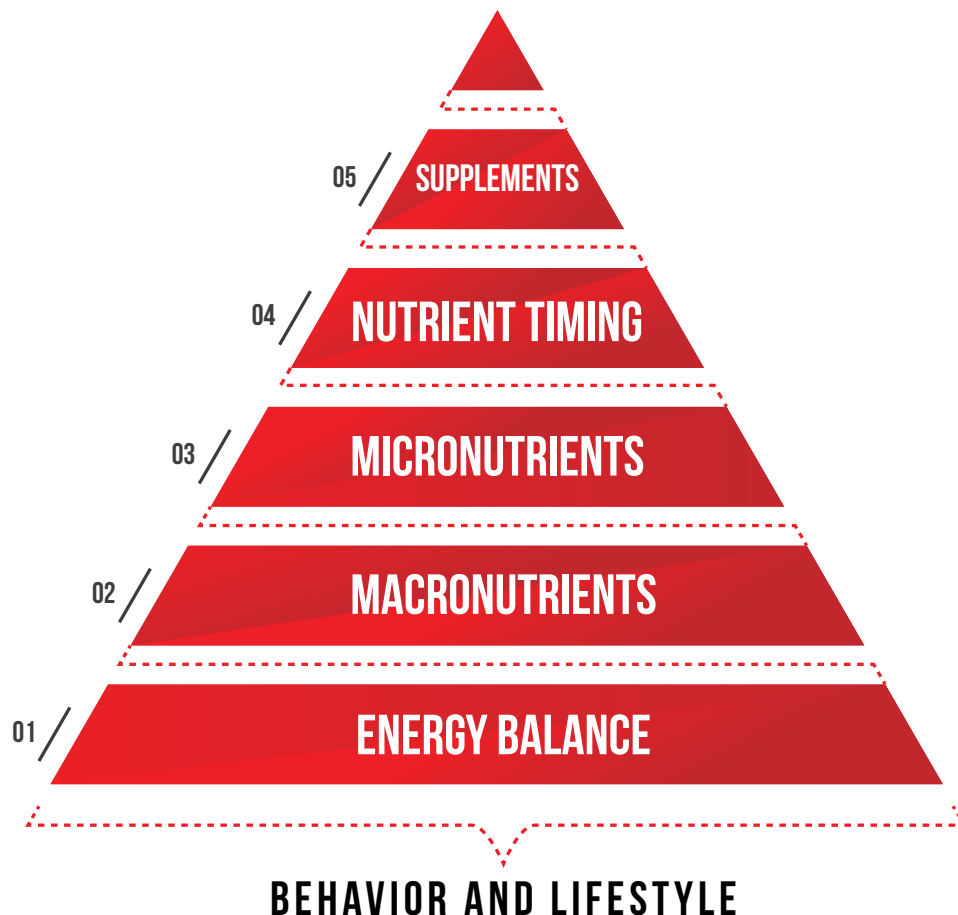 05 SUPPLEMENTS
04 NUTRIENT TIMING
03 MICRONUTRIENTS
02 MACRONUTRIENTS
01 ENERGY BALANCE
BEHAVIOR AND LIFESTYLE